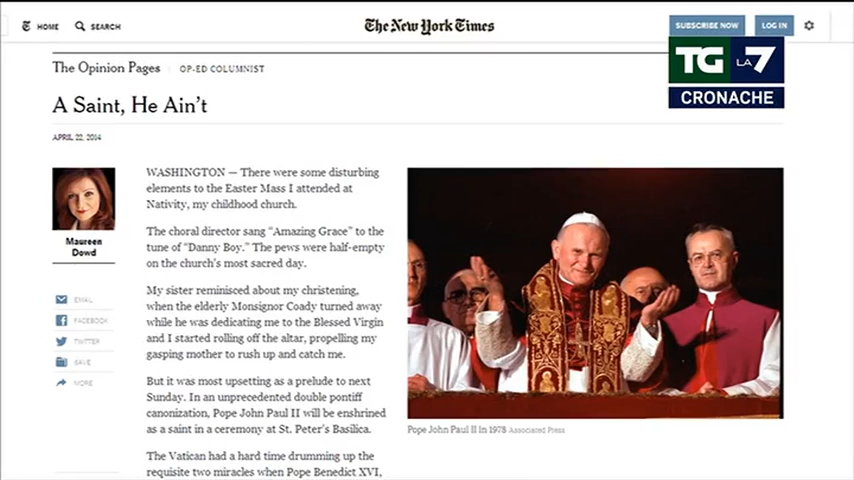 HOME
SEARCH
The New York Times
SUBSCRIBE NOW
LOG IN
The Opinion Pages
OP-ED COLUMNIST
TG LA 7
CRONACHE
A Saint, He Ain't
APRIL 22, 2014
Maureen
Dowd
EMAIL
FACEBOOK
TWITTER
SAVE
MORE
WASHINGTON — There were some disturbing
elements to the Easter Mass I attended at
Nativity, my childhood church.
The choral director sang “Amazing Grace” to the
tune of “Danny Boy.” The pews were half-empty
on the church's most sacred day.
My sister reminisced about my christening,
when the elderly Monsignor Coady turned away
while he was dedicating me to the Blessed Virgin
and I started rolling off the altar, propelling my
gasping mother to rush up and catch me.
But it was most upsetting as a prelude to next
Sunday. In an unprecedented double pontiff
canonization, Pope John Paul II will be enshrined
as a saint in a ceremony at St. Peter's Basilica.
The Vatican had a hard time drumming up the
requisite two miracles when Pope Benedict XVI,
Pope John Paul II in 1978 Associated Press